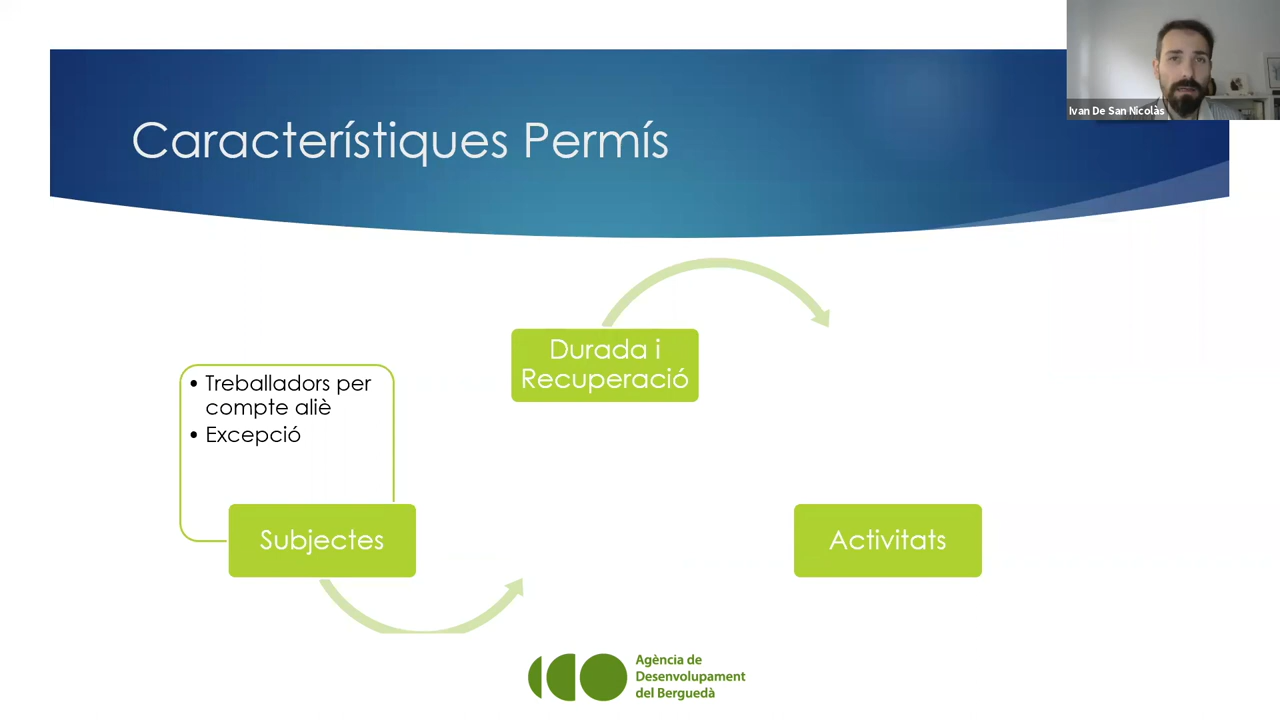 Ivan De San Nicolàs
Característiques Permís
Durada i
Recuperació
• Treballadors per
compte aliè
• Excepció
Subjectes
Activitats
Agència de
Desenvolupament
del Berguedà